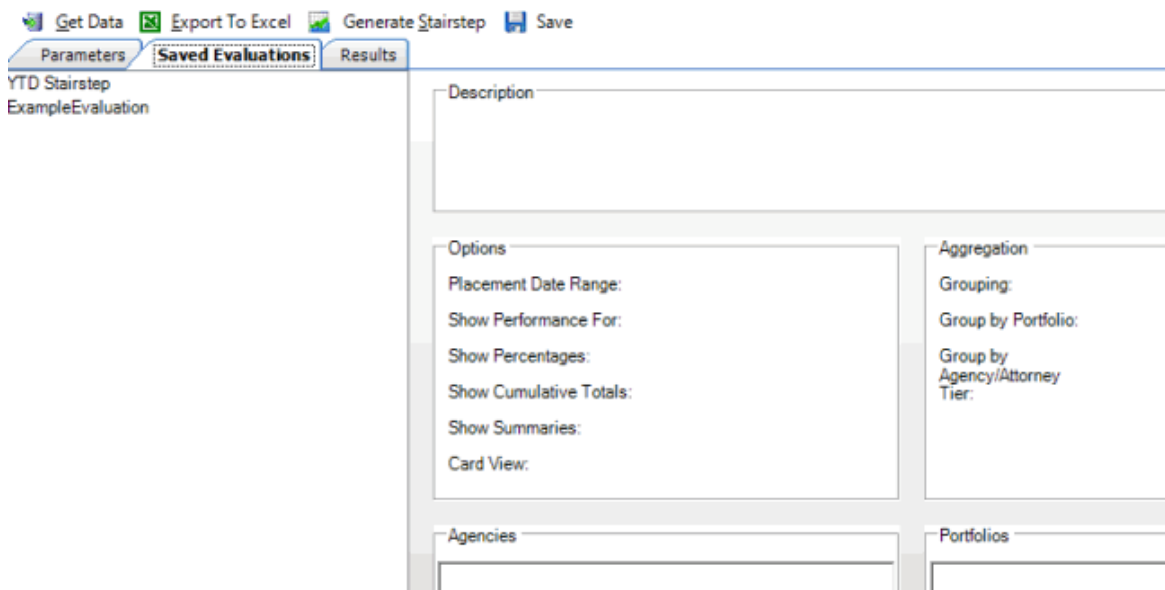 Get Data Export To Excel Generate Stairstep Save
Parameters Saved Evaluations Results
YTD Stairstep
ExampleEvaluation
Description
Options
Placement Date Range:
Show Performance For:
Show Percentages:
Show Cumulative Totals:
Show Summaries:
Card View:
Aggregation
Grouping:
Group by Portfolio:
Group by
Agency/Attorney
Tier:
Agencies
Portfolios